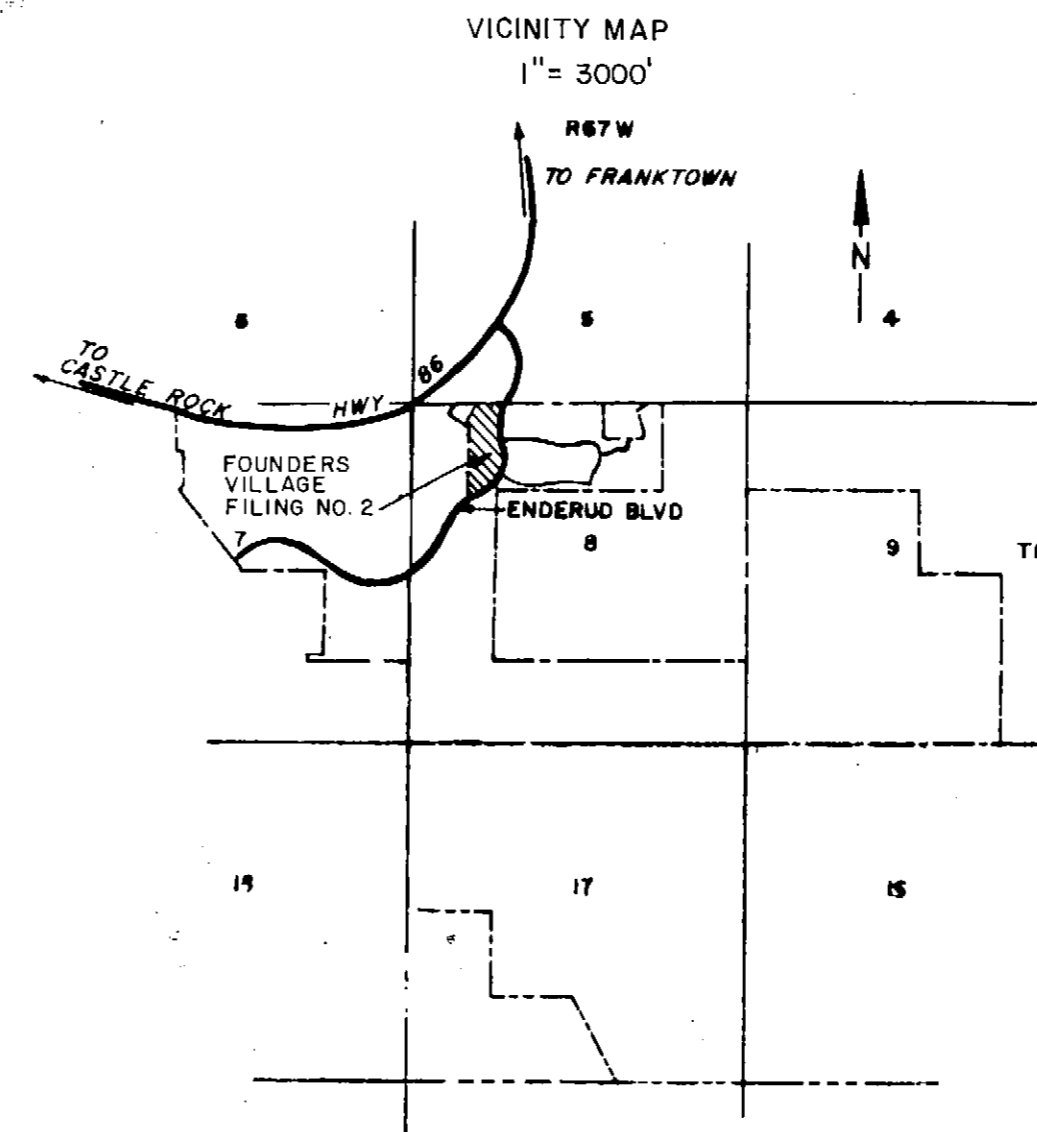 VICINITY MAP
1" = 3000'
R67W
TO FRANKTOWN
N
5
4
TO
CASTLE ROCK
HWY
86
FOUNDERS
VILLAGE
FILING NO. 2
ENDERUD BLVD
7
8
9
17